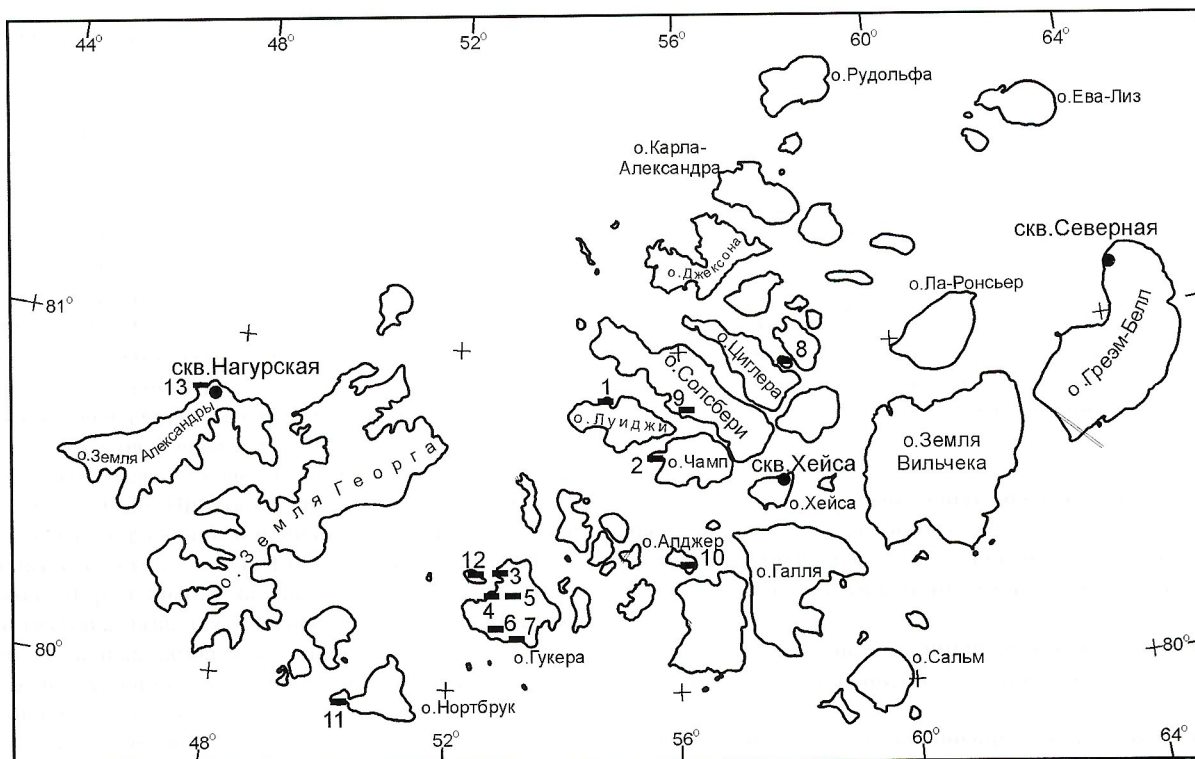 44° 48° 52° 56° 60° 64°
о.Рудольфа
о.Ева-Лиз
о.Карла-
Александра
скв.Северная
о.Джексона
о.Ла-Ронсьер
81°
о.Грезм-Белл
о.Циглера
8
скв.Нагурская
13
о.Солсбери
1
9
о.Луиджи
о.Земля Александры
о.Земля
Вильчека
2
о.Чамп
скв.Хейса
о.Хейса
о.Земля Георга
о.Алджер
10
12
3
о.Галля
4
5
6
7
80°
80°
о.Гукера
о.Сальм
о.Нортбрук
11
48° 52° 56° 60° 64°